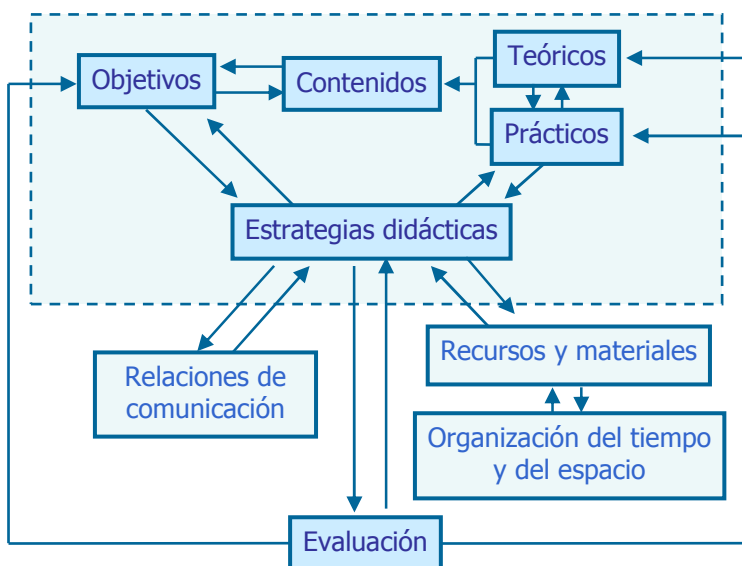 Teóricos
Objetivos
Contenidos
Prácticos
Estrategias didácticas
Relaciones de
comunicación
Recursos y materiales
Organización del tiempo
y del espacio
Evaluación